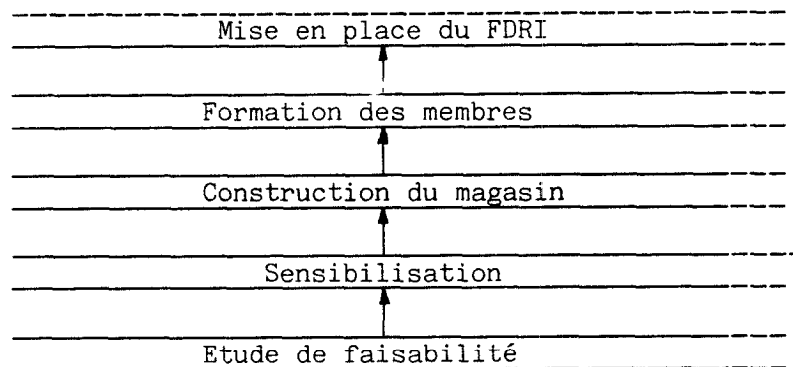 Mise en place du FDRI
Formation des membres
Construction du magasin
Sensibilisation
Etude de faisabilité